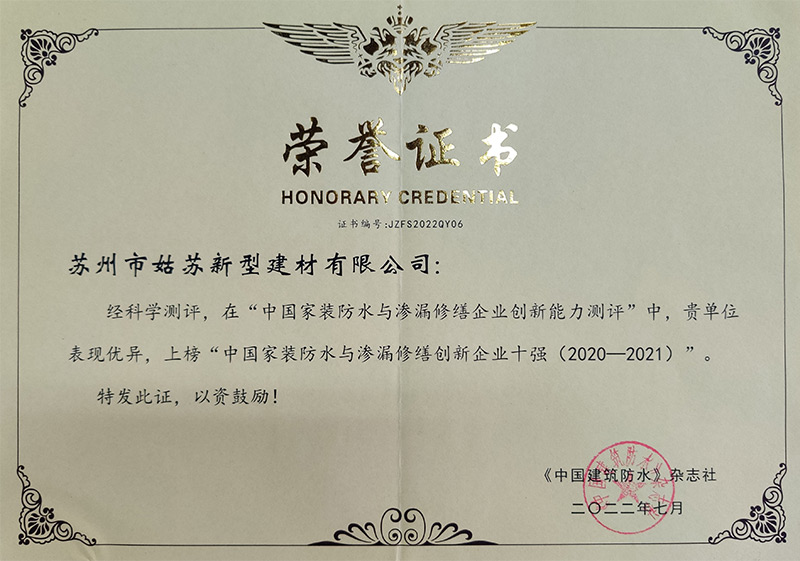 荣誉证书
HONORARY CREDENTIAL
证书编号:JZFS2022QY06
苏州市姑苏新型建材有限公司:
经科学测评，在“中国家装防水与渗漏修缮企业创新能力测评”中，贵单位
表现优异，上榜“中国家装防水与渗漏修缮创新企业十强（2020—2021）”。
特发此证，以资鼓励！
《中国建筑防水》杂志社
二〇二二年七月